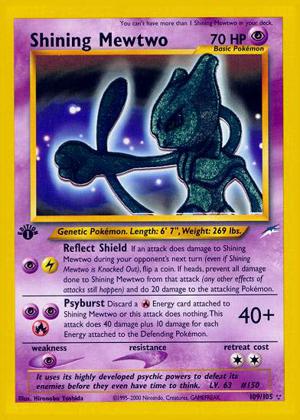 You can't have more than 1 Shining Mewtwo in your deck.
Shining Mewtwo 70 HP
Basic Pokémon
EDITION
1
Genetic Pokémon. Length: 6' 7", Weight: 269 lbs.
Reflect Shield If an attack does damage to Shining
Mewtwo during your opponent's next turn (even if Shining
Mewtwo is Knocked Out), flip a coin. If heads, prevent all damage
done to Shining Mewtwo from that attack (any other effects of
attacks still happen) and do 20 damage to the attacking Pokémon.
Psyburst Discard a Energy card attached to
Shining Mewtwo or this attack does nothing. This
attack does 40 damage plus 10 damage for each
Energy attached to the Defending Pokémon.
40+
weakness resistance retreat cost
It uses its highly developed psychic powers to defeat its
enemies before they even have time to think. LV. 63 #150
Illus. Hironobu Yoshida ©1995-2000 Nintendo, Creatures, GAMEFREAK. 109/105